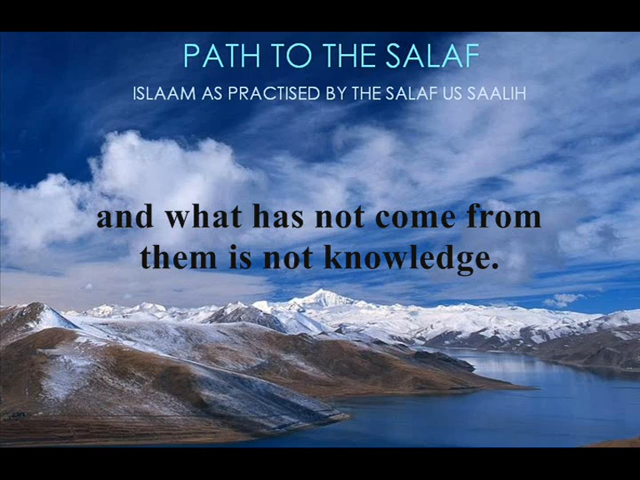 PATH TO THE SALAF
ISLAAM AS PRACTISED BY THE SALAF US SAALIH
and what has not come from
them is not knowledge.